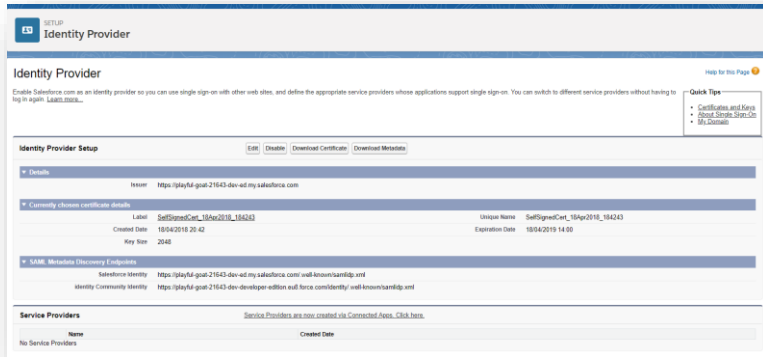 SETUP
Identity Provider
Identity Provider
Help for this Page
Enable Salesforce.com as an identity provider so you can use single sign-on with other web sites, and define the appropriate service providers whose applications support single sign-on. You can switch to different service providers without having to
log in again. Learn more...
Quick Tips
Certificates and Keys
About Single Sign-On
My Domain
Identity Provider Setup Edit Disable Download Certificate Download Metadata
Details
Issuer https://playful-goat-21643-dev-ed.my.salesforce.com
Currently chosen certificate details
Label SelfSignedCert_18Apr2018_184243 Unique Name SelfSignedCert_18Apr2018_184243
Created Date 18/04/2018 20:42 Expiration Date 18/04/2019 14:00
Key Size 2048
SAML Metadata Discovery Endpoints
Salesforce Identity https://playful-goat-21643-dev-ed.my.salesforce.com/.well-known/samlidp.xml
Identity Community Identity https://playful-goat-21643-dev-developer-edition.eu8.force.com/identity/.well-known/samlidp.xml
Service Providers Service Providers are now created via Connected Apps. Click here.
Name Created Date
No Service Providers